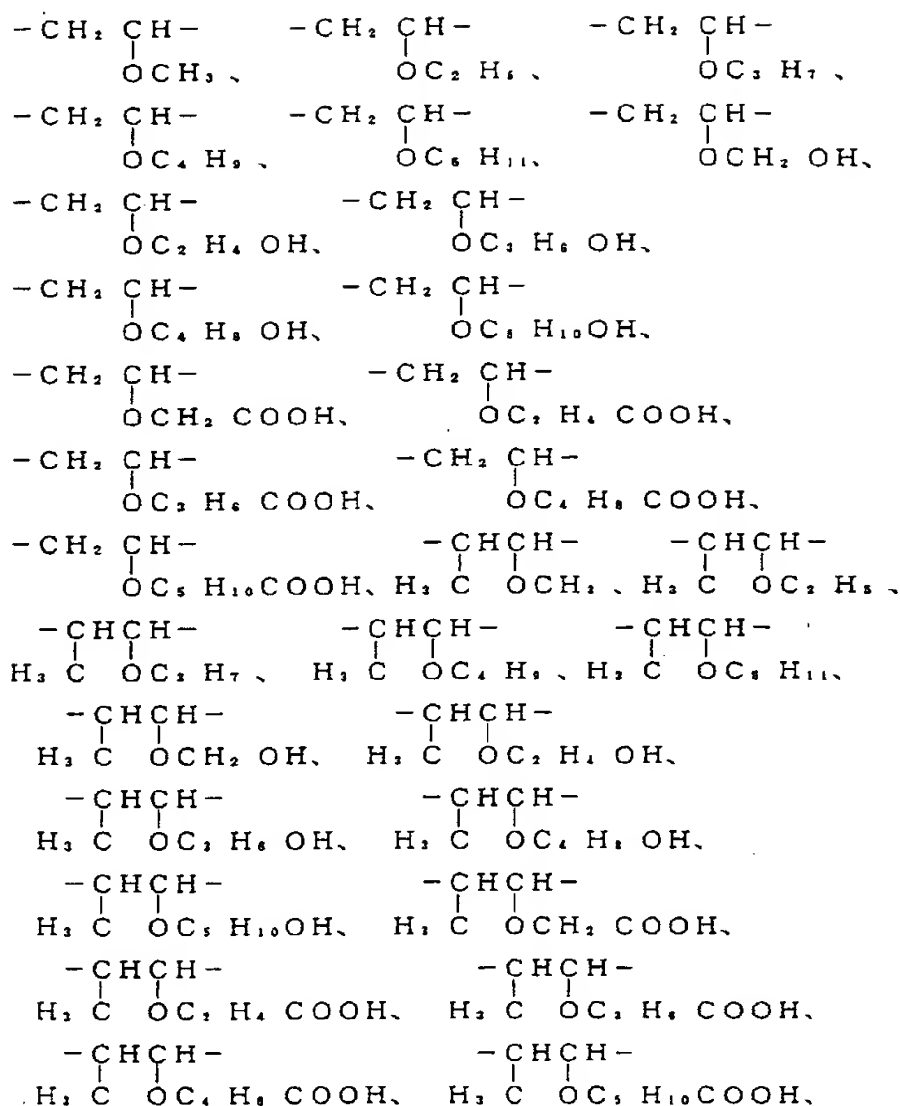 －CH₂ CH－ －CH₂ CH－ －CH₂ CH－
OCH₃、 OC₂ H₅、 OC₃ H₇、
－CH₂ CH－ －CH₂ CH－ －CH₂ CH－
OC₄ H₉、 OC₅ H₁₁、 OCH₂ OH、
－CH₂ CH－ －CH₂ CH－
OC₂ H₄ OH、 OC₃ H₆ OH、
－CH₂ CH－ －CH₂ CH－
OC₄ H₈ OH、 OC₅ H₁₀OH、
－CH₂ CH－ －CH₂ CH－
OCH₂ COOH、 OC₂ H₄ COOH、
－CH₂ CH－ －CH₂ CH－
OC₃ H₆ COOH、 OC₄ H₈ COOH、
－CH₂ CH－ －CHCH－ －CHCH－
OC₅ H₁₀COOH、 H₃ C OCH₃、 H₃ C OC₂ H₅、
－CHCH－ －CHCH－ －CHCH－
H₃ C OC₃ H₇、 H₃ C OC₄ H₉、 H₃ C OC₅ H₁₁、
－CHCH－ －CHCH－
H₃ C OCH₂ OH、 H₃ C OC₂ H₄ OH、
－CHCH－ －CHCH－
H₃ C OC₃ H₆ OH、 H₃ C OC₄ H₈ OH、
－CHCH－ －CHCH－
H₃ C OC₅ H₁₀OH、 H₃ C OCH₂ COOH、
－CHCH－ －CHCH－
H₃ C OC₂ H₄ COOH、 H₃ C OC₃ H₆ COOH、
－CHCH－ －CHCH－
H₃ C OC₄ H₈ COOH、 H₃ C OC₅ H₁₀COOH、